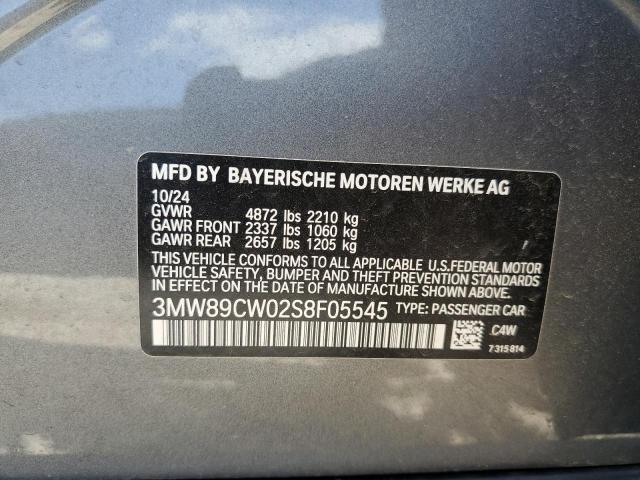 MFD BY BAYERISCHE MOTOREN WERKE AG
10/24
GVWR 4872 lbs 2210 kg
GAWR FRONT 2337 lbs 1060 kg
GAWR REAR 2657 lbs 1205 kg
THIS VEHICLE CONFORMS TO ALL APPLICABLE U.S.FEDERAL MOTOR
VEHICLE SAFETY, BUMPER AND THEFT PREVENTION STANDARDS
IN EFFECT ON THE DATE OF MANUFACTURE SHOWN ABOVE.
3MW89CW02S8F05545 TYPE: PASSENGER CAR
C4W
7315814